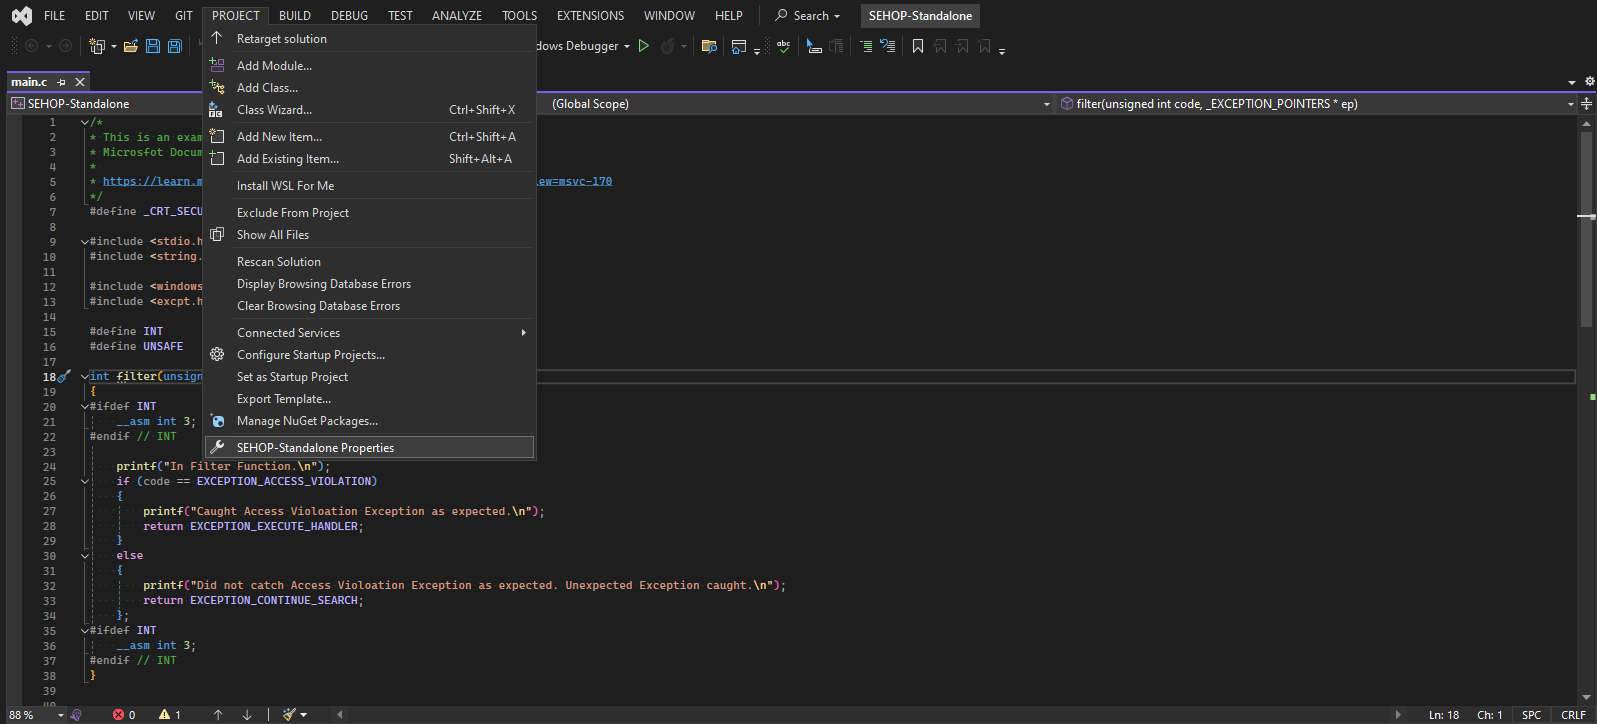 FILE EDIT VIEW GIT PROJECT BUILD DEBUG TEST ANALYZE TOOLS EXTENSIONS WINDOW HELP Search SEHOP-Standalone
dows Debugger
main.c
SEHOP-Standalone (Global Scope) filter(unsigned int code, _EXCEPTION_POINTERS * ep)
Retarget solution
Add Module...
Add Class...
Class Wizard... Ctrl+Shift+X
Add New Item... Ctrl+Shift+A
Add Existing Item... Shift+Alt+A
Install WSL For Me
Exclude From Project
Show All Files
Rescan Solution
Display Browsing Database Errors
Clear Browsing Database Errors
Connected Services
Configure Startup Projects...
Set as Startup Project
Export Template...
Manage NuGet Packages...
SEHOP-Standalone Properties
1 /*
2 * This is an exam
3 * Microsfot Docum
4 *
5 * https://learn.m ew=msvc-170
6 */
7 #define _CRT_SECU
8
9 #include <stdio.h
10 #include <string.
11
12 #include <windows
13 #include <excpt.h
14
15 #define INT
16 #define UNSAFE
17
18 int filter(unsign
19 {
20 #ifdef INT
21 __asm int 3;
22 #endif // INT
23
24 printf("In Filter Function.\n");
25 if (code == EXCEPTION_ACCESS_VIOLATION)
26 {
27 printf("Caught Access Violoation Exception as expected.\n");
28 return EXCEPTION_EXECUTE_HANDLER;
29 }
30 else
31 {
32 printf("Did not catch Access Violoation Exception as expected. Unexpected Exception caught.\n");
33 return EXCEPTION_CONTINUE_SEARCH;
34 };
35 #ifdef INT
36 __asm int 3;
37 #endif // INT
38 }
39
88 % 0 1 Ln: 18 Ch: 1 SPC CRLF